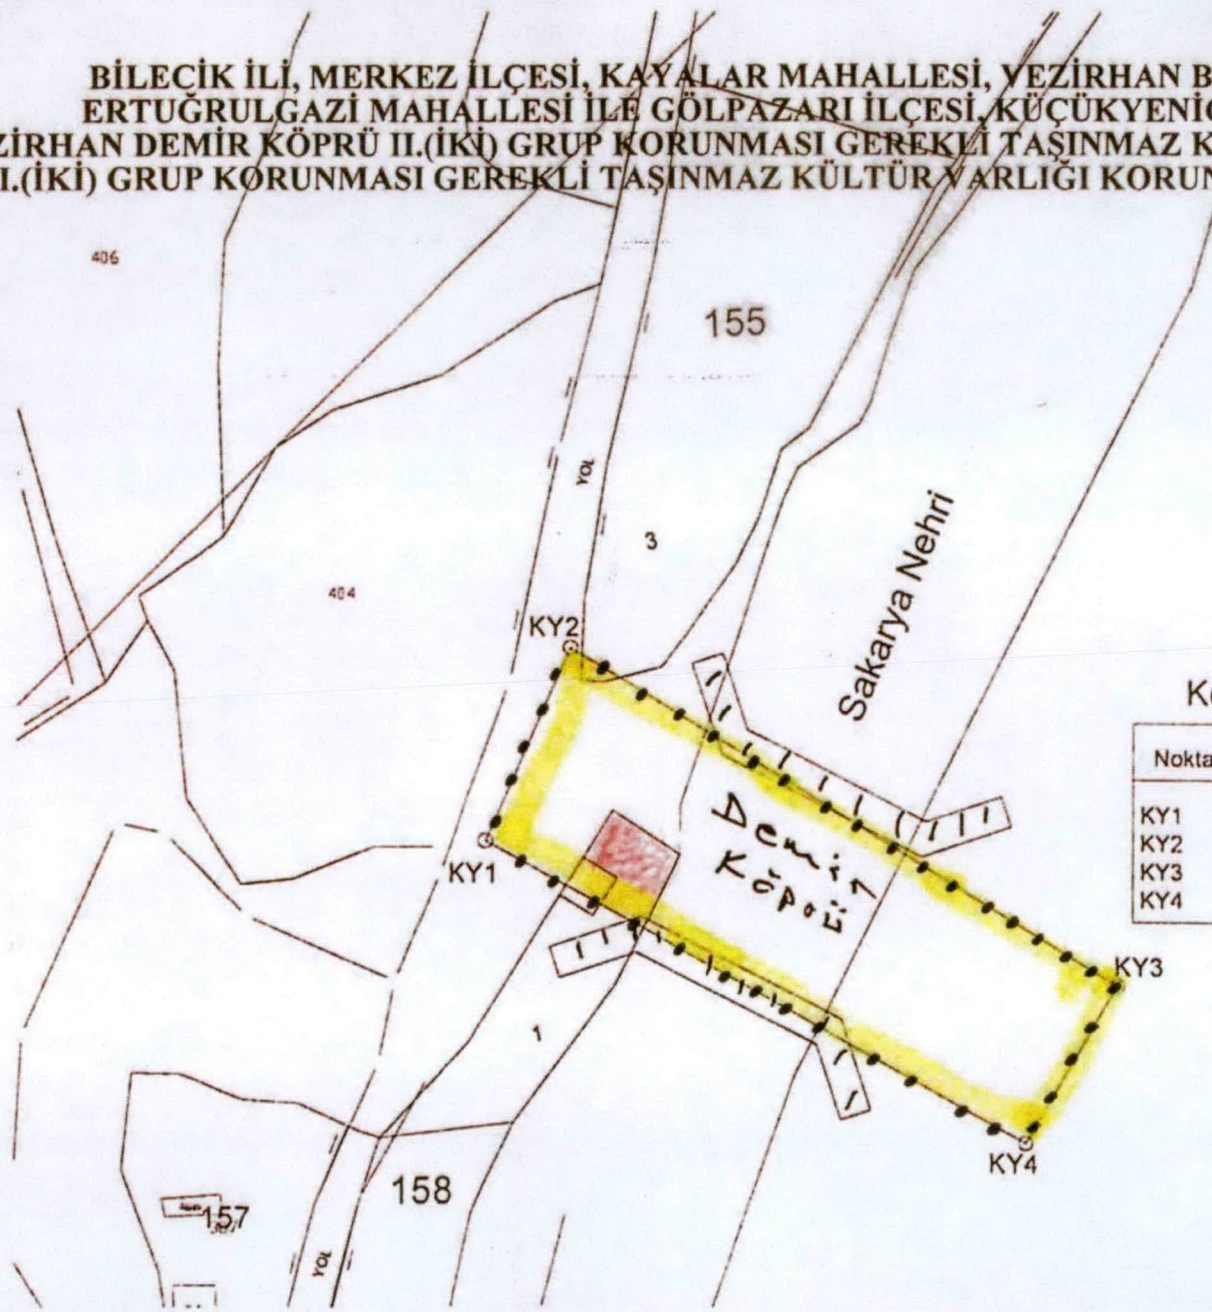 BİLECİK İLİ, MERKEZ İLÇESİ, KAYALAR MAHALLESİ, VEZİRHAN B
ERTUĞRULGAZİ MAHALLESİ İLE GÖLPAZARI İLÇESİ, KÜÇÜKYENİ
ZİRHAN DEMİR KÖPRÜ II.(İKİ) GRUP KORUNMASI GEREKLİ TAŞINMAZ K
I.(İKİ) GRUP KORUNMASI GEREKLİ TAŞINMAZ KÜLTÜR VARLIĞI KORUN
406
155
YOL
3
404
Sakarya Nehri
KY2
K
Nokta
KY1
KY2
KY3
KY4
Demir
Köprü
KY1
KY3
1
KY4
158
157
YOL